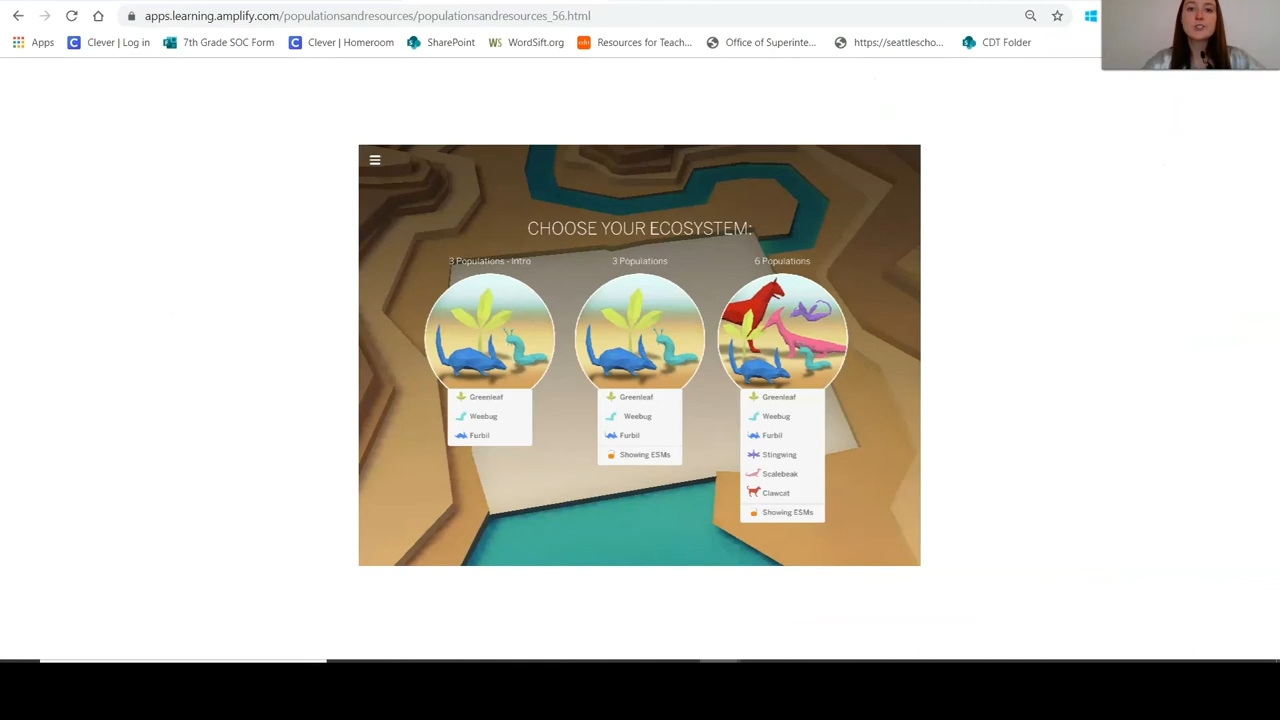 apps.learning.amplify.com/populationsandresources/populationsandresources_56.html
Apps Clever | Log in 7th Grade SOC Form Clever | Homeroom SharePoint WS WordSift.org Resources for Teach... Office of Superinte... https://seattlescho... CDT Folder
CHOOSE YOUR ECOSYSTEM:
3 Populations - Intro 3 Populations 6 Populations
Greenleaf Greenleaf Greenleaf
Weebug Weebug Weebug
Furbil Furbil Furbil
Showing ESMs Stingwing
Scalebeak
Clawcat
Showing ESMs